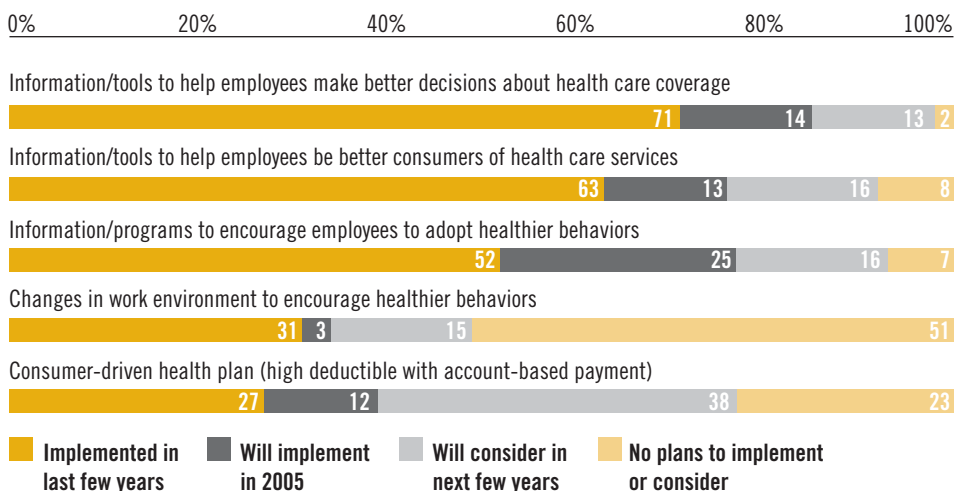 0% 20% 40% 60% 80% 100%
Information/tools to help employees make better decisions about health care coverage
71 14 13 2
Information/tools to help employees be better consumers of health care services
63 13 16 8
Information/programs to encourage employees to adopt healthier behaviors
52 25 16 7
Changes in work environment to encourage healthier behaviors
31 3 15 51
Consumer-driven health plan (high deductible with account-based payment)
27 12 38 23
Implemented in Will implement Will consider in No plans to implement
last few years in 2005 next few years or consider